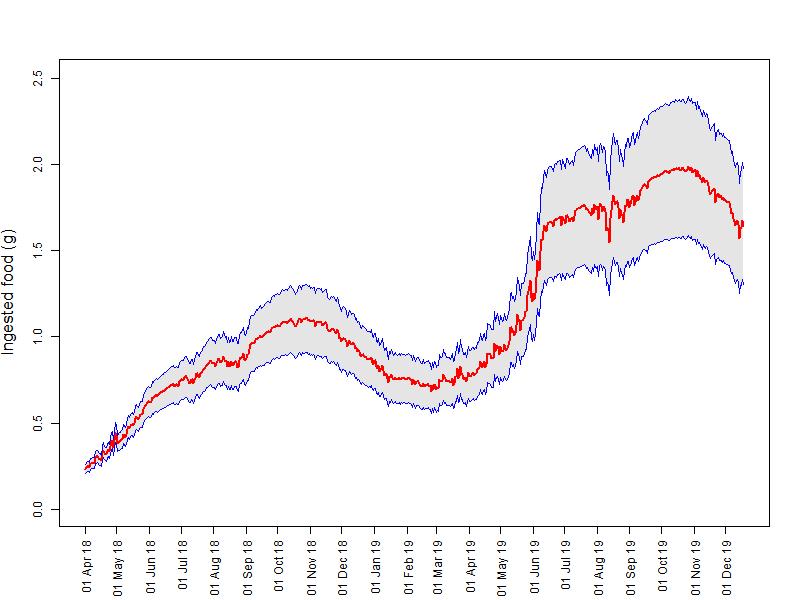 Ingested food (g)
2.5
2.0
1.5
1.0
0.5
0.0
01 Apr 18
01 May 18
01 Jun 18
01 Jul 18
01 Aug 18
01 Sep 18
01 Oct 18
01 Nov 18
01 Dec 18
01 Jan 19
01 Feb 19
01 Mar 19
01 Apr 19
01 May 19
01 Jun 19
01 Jul 19
01 Aug 19
01 Sep 19
01 Oct 19
01 Nov 19
01 Dec 19